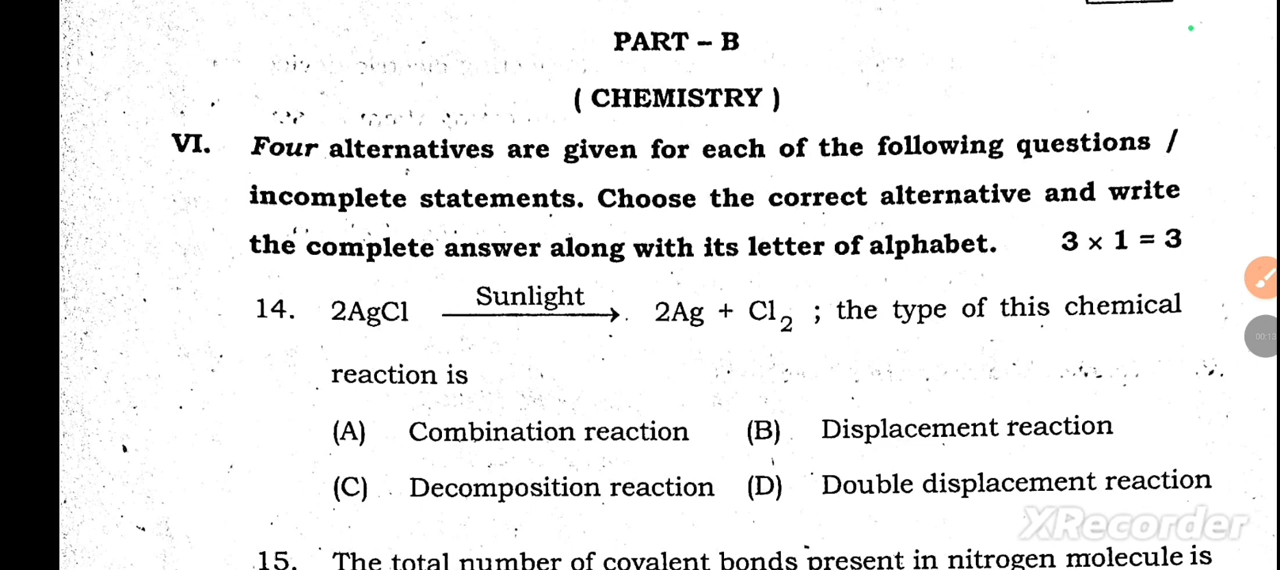 PART – B
( CHEMISTRY )
VI. Four alternatives are given for each of the following questions /
incomplete statements. Choose the correct alternative and write
the complete answer along with its letter of alphabet. 3 × 1 = 3
14. 2AgCl Sunlight → 2Ag + Cl₂ ; the type of this chemical
reaction is
(A) Combination reaction (B) Displacement reaction
(C) Decomposition reaction (D) Double displacement reaction
XRecorder
15. The total number of covalent bonds present in nitrogen molecule is